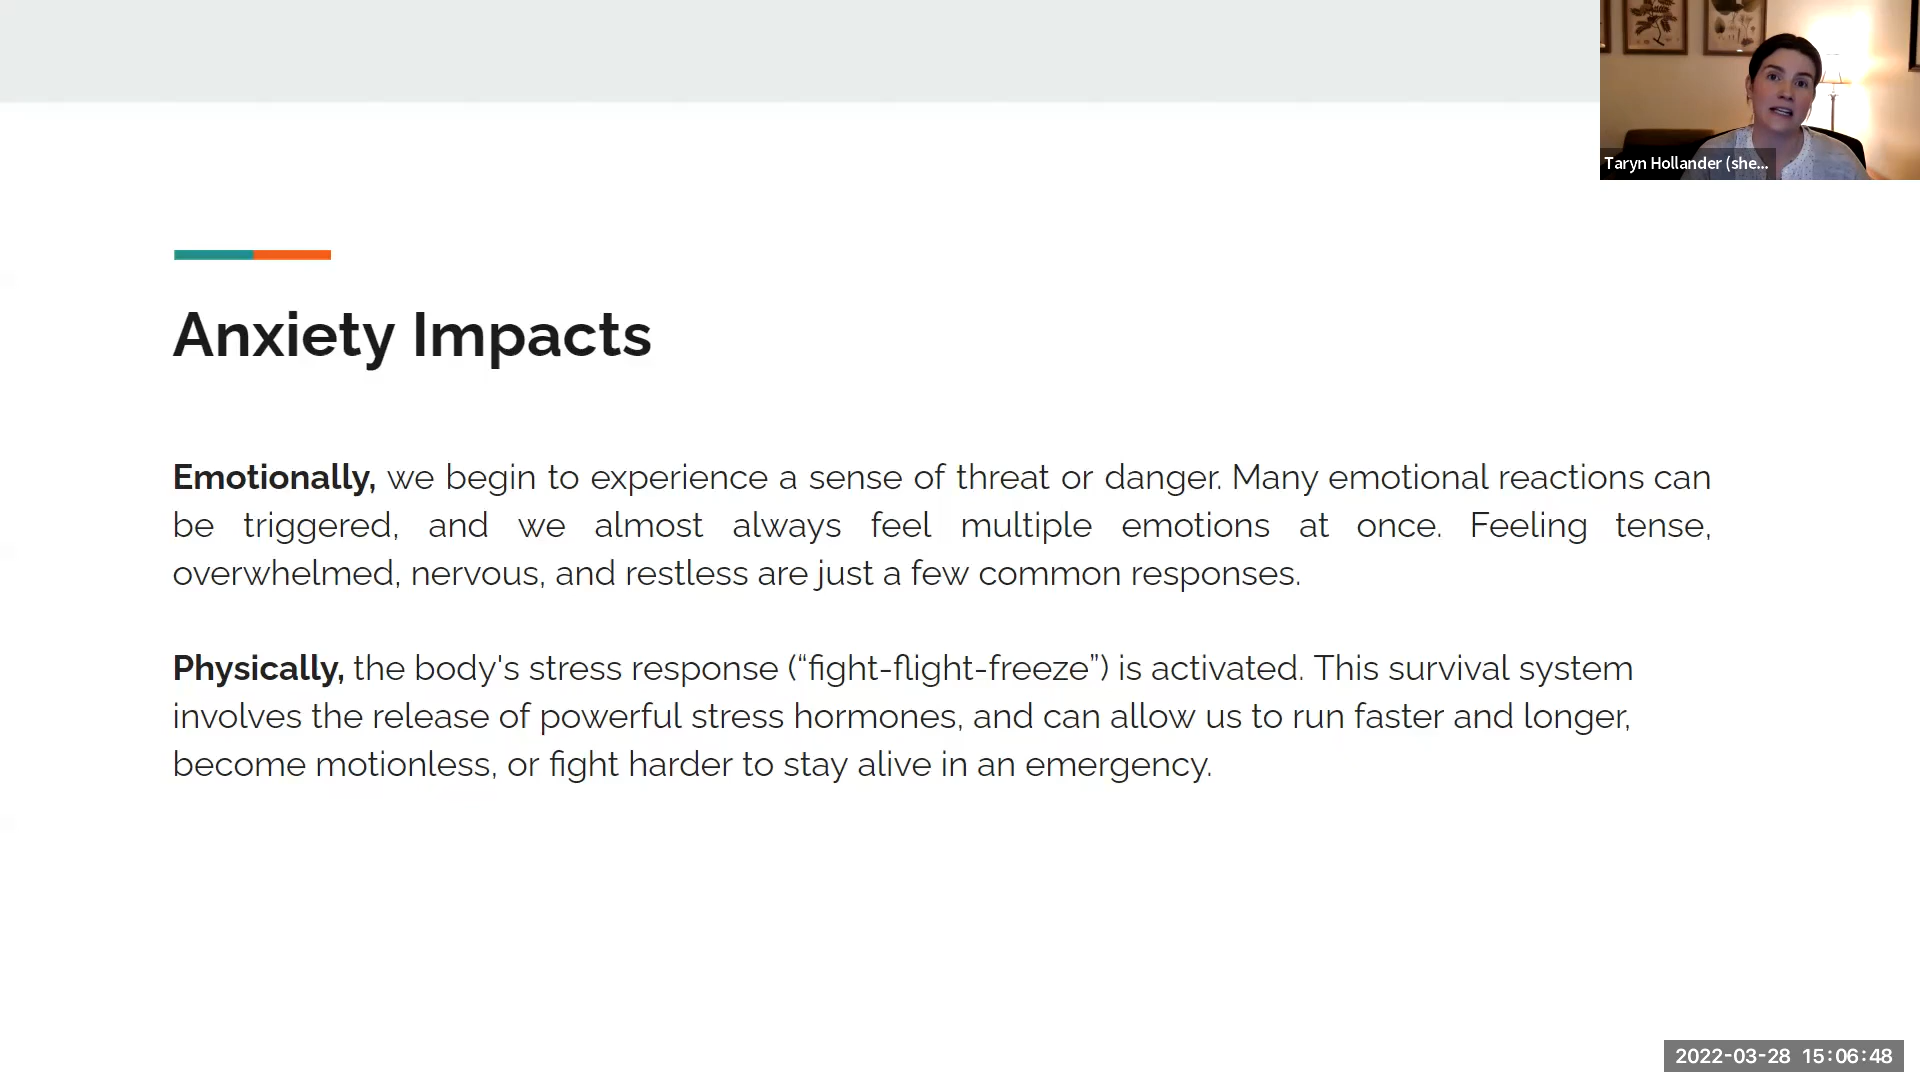 Taryn Hollander (she...
Anxiety Impacts
Emotionally, we begin to experience a sense of threat or danger. Many emotional reactions can
be triggered, and we almost always feel multiple emotions at once. Feeling tense,
overwhelmed, nervous, and restless are just a few common responses.
Physically, the body's stress response (“fight-flight-freeze”) is activated. This survival system
involves the release of powerful stress hormones, and can allow us to run faster and longer,
become motionless, or fight harder to stay alive in an emergency.
2022-03-28 15:06:48